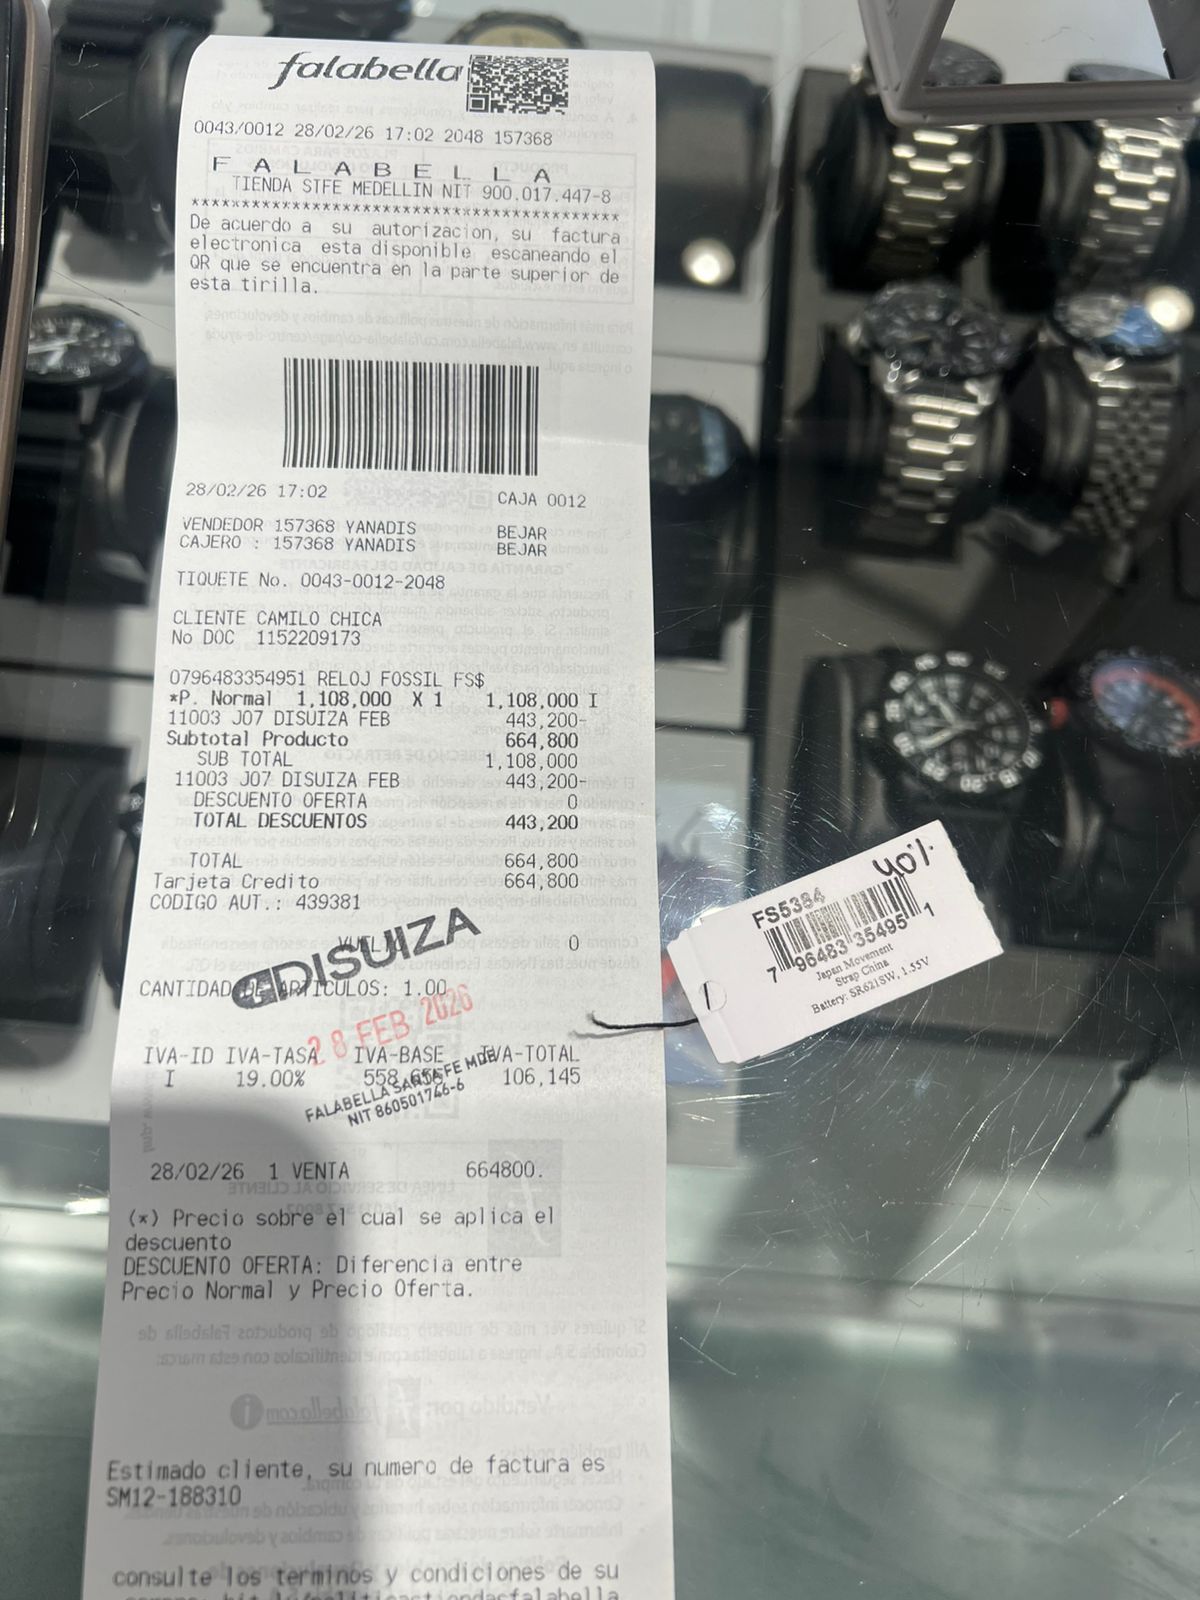 falabella
0043/0012 28/02/26 17:02 2048 157368
F A L A B E L L A
TIENDA STFE MEDELLIN NIT 900.017.447-8
******************************************
De acuerdo a su autorizacion, su factura
electronica esta disponible escaneando el
QR que se encuentra en la parte superior de
esta tirilla.
28/02/26 17:02 CAJA 0012
VENDEDOR 157368 YANADIS BEJAR
CAJERO : 157368 YANADIS BEJAR
TIQUETE No. 0043-0012-2048
CLIENTE CAMILO CHICA
No DOC 1152209173
0796483354951 RELOJ FOSSIL FS$
*P. Normal 1,108,000 X 1 1,108,000 I
11003 J07 DISUIZA FEB 443,200-
Subtotal Producto 664,800
SUB TOTAL 1,108,000
11003 J07 DISUIZA FEB 443,200-
DESCUENTO OFERTA 0
TOTAL DESCUENTOS 443,200
TOTAL 664,800
Tarjeta Credito 664,800
CODIGO AUT.: 439381
VUELTO 0
DISUIZA
CANTIDAD DE ARTICULOS: 1.00
28 FEB 2026
IVA-ID IVA-TASA IVA-BASE IVA-TOTAL
I 19.00% 558,656 106,145
FALABELLA SANTA FE MDE
NIT 860501746-6
28/02/26 1 VENTA 664800.
(*) Precio sobre el cual se aplica el
descuento
DESCUENTO OFERTA: Diferencia entre
Precio Normal y Precio Oferta.
Estimado cliente, su numero de factura es
SM12-188310
consulte los terminos y condiciones de su
40%
FS5384
7 96483 35495 1
Japan Movement
Strap China
Battery: SR621SW, 1.55V